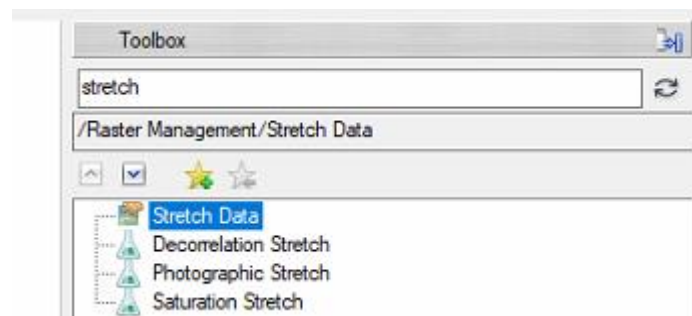 Toolbox
stretch
/Raster Management/Stretch Data
Stretch Data
Decorrelation Stretch
Photographic Stretch
Saturation Stretch